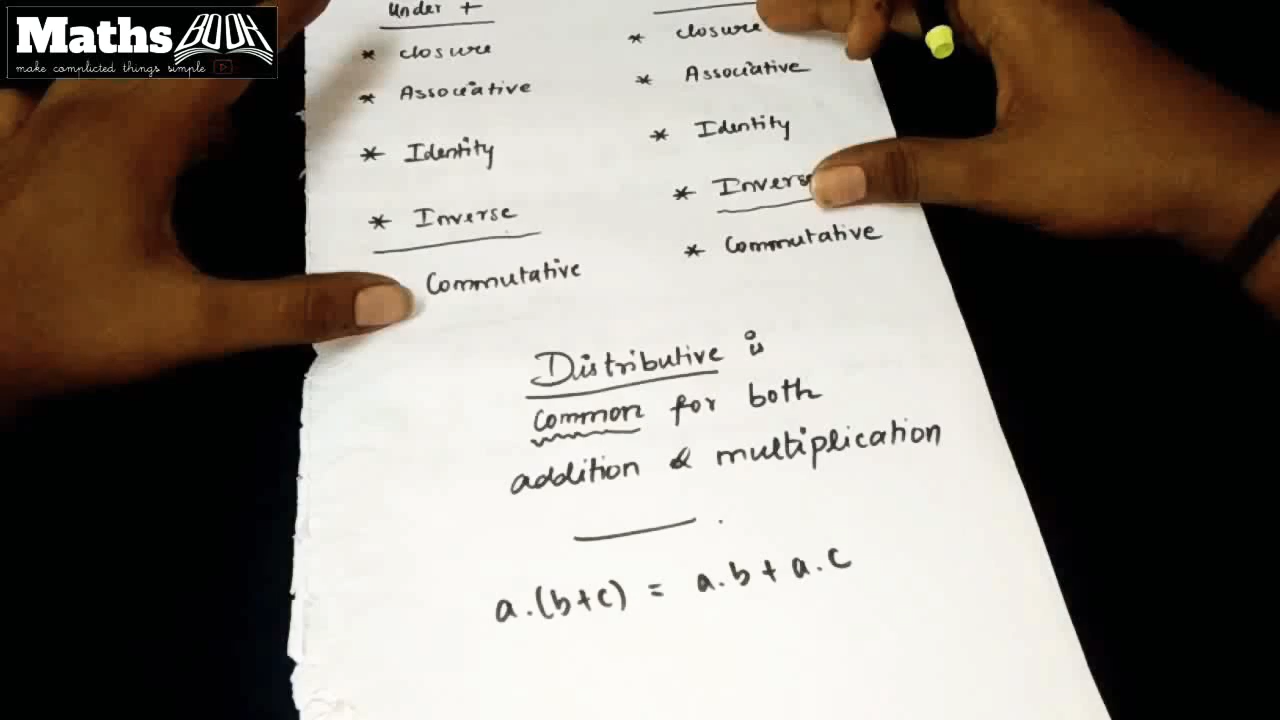 Maths BOOK
make complicted things simple
Under +
* closure
* Associative
* Identity
* Inverse
Commutative
* closure
* Associative
* Identity
* Inverse
* Commutative
Distributive is
common for both
addition & multiplication
a.(b+c) = a.b + a.c